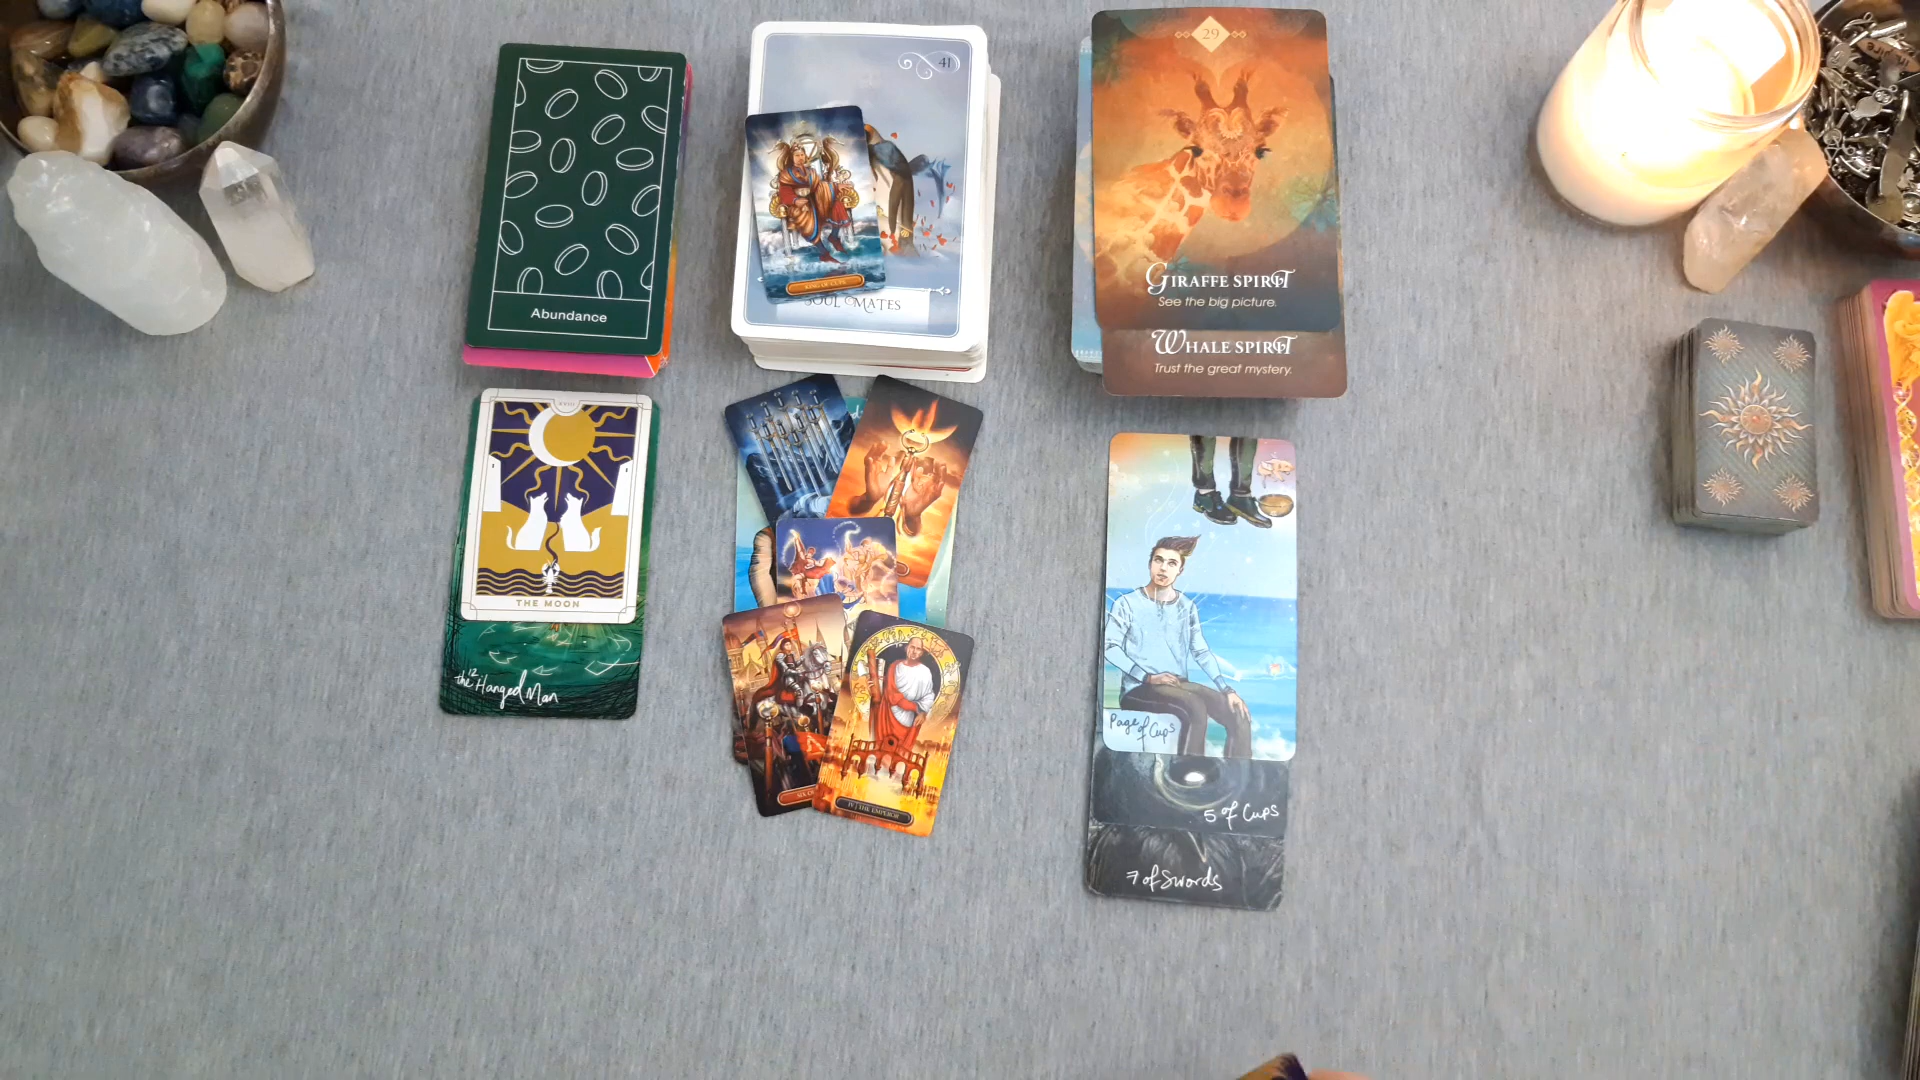 Abundance
XVIII
THE MOON
the 12 Hanged Man
41
KING OF CUPS
SOUL MATES
IV | THE EMPEROR
29
GIRAFFE SPIRIT
See the big picture.
WHALE SPIRIT
Trust the great mystery.
Page of Cups
5 of Cups
7 of Swords